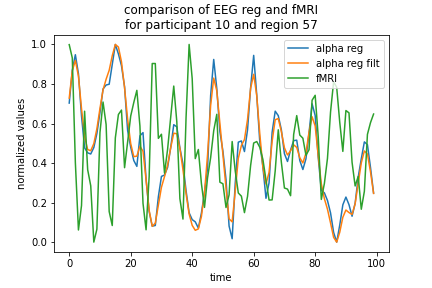 comparison of EEG reg and fMRI
for participant 10 and region 57
alpha reg
alpha reg filt
fMRI
normalized values
1.0
0.8
0.6
0.4
0.2
0.0
0 20 40 60 80 100
time